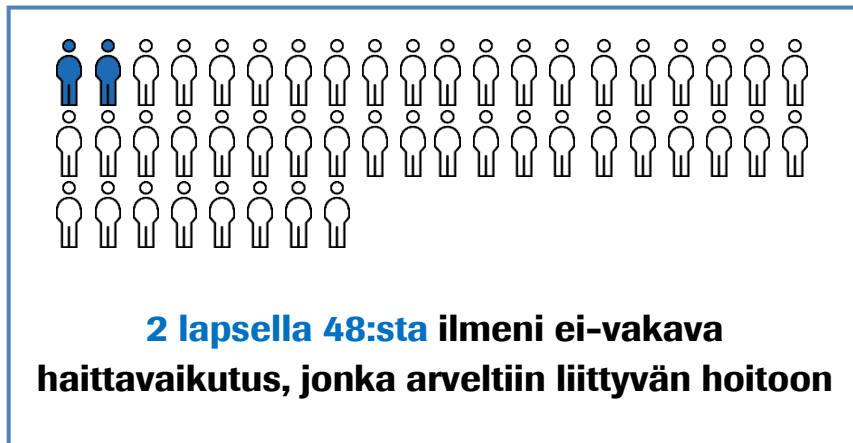 2 lapsella 48:sta ilmeni ei-vakava
haittavaikutus, jonka arveltiin liittyvän hoitoon